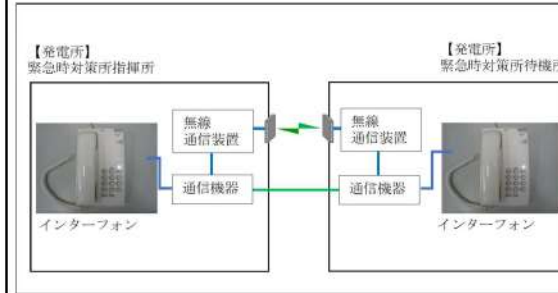 【発電所】
緊急時対策所指揮所
無線
通信装置
通信機器
インターフォン
【発電所】
緊急時対策所待機所
無線
通信装置
通信機器
インターフォン